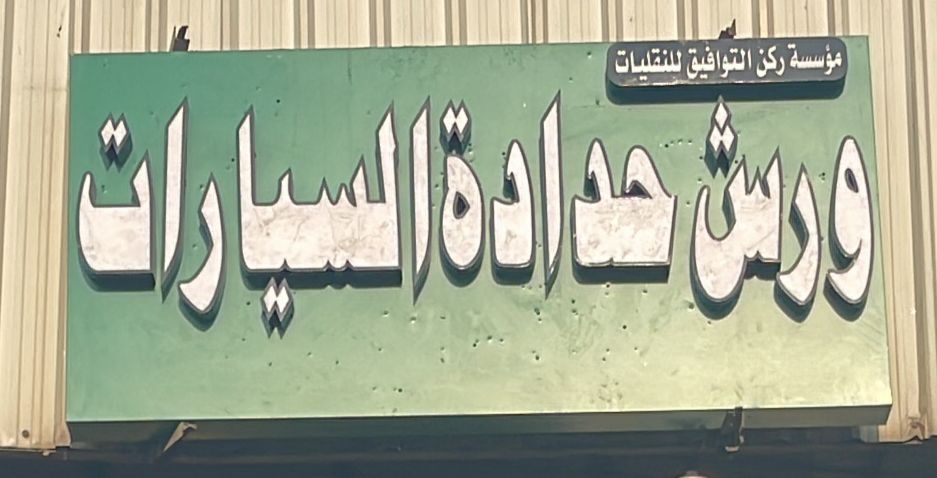 مؤسسة ركن التوافيق للنقليات
ورش حدادة السيارات